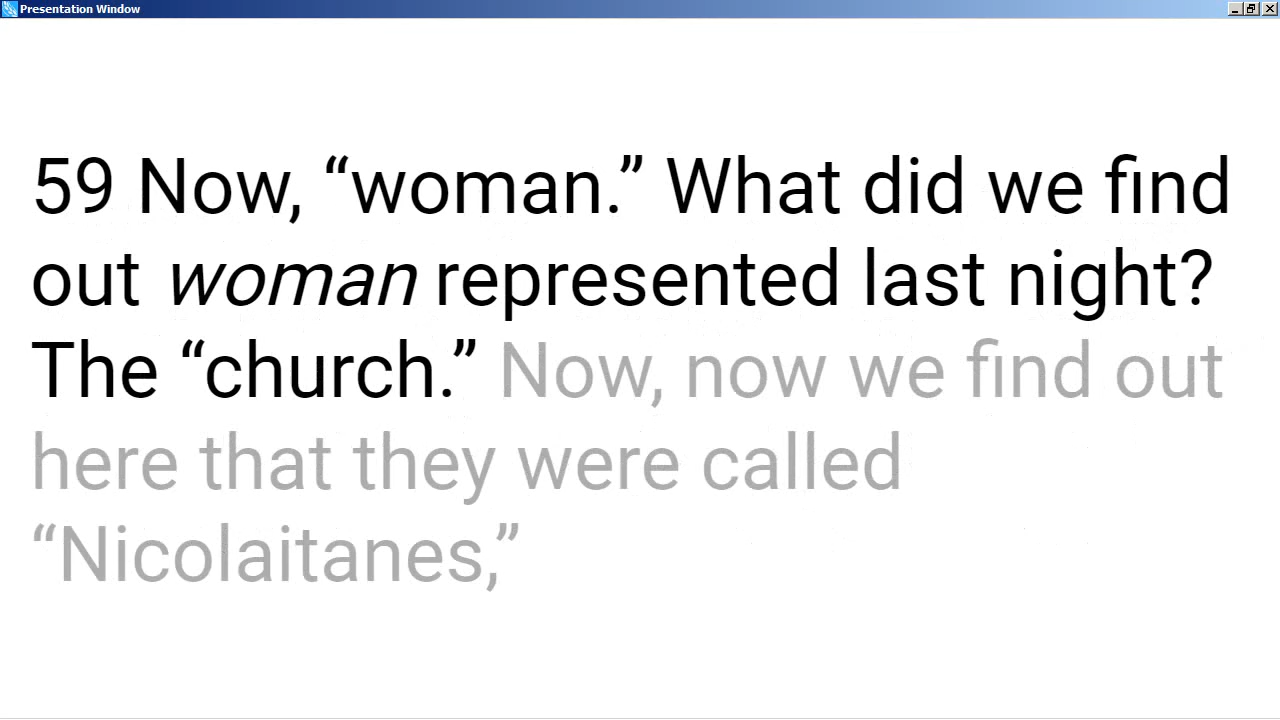 Presentation Window
59 Now, “woman.” What did we find
out woman represented last night?
The “church.” Now, now we find out
here that they were called
“Nicolaitanes,”